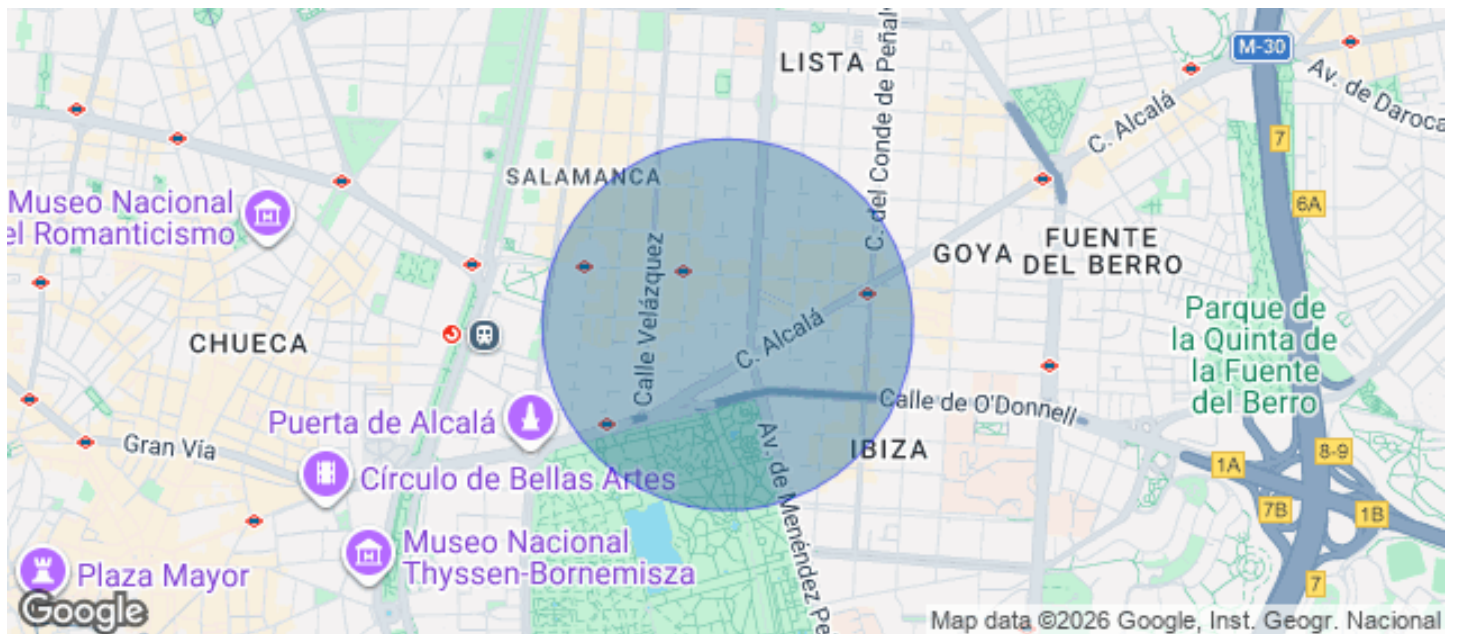 LISTA
C. del Conde de Peñalv
M-30
Av. de Daroca
C. Alcalá
7
SALAMANCA
6A
Museo Nacional
el Romanticismo
Calle Velázquez
GOYA
FUENTE
DEL BERRO
Parque de
la Quinta de
la Fuente
del Berro
CHUECA
C. Alcalá
Calle de O'Donnell
Puerta de Alcalá
Gran Vía
IBIZA
Av. de Menéndez Pe
1A
8-9
Círculo de Bellas Artes
7B
1B
Museo Nacional
Thyssen-Bornemisza
Plaza Mayor
7
Google
Map data ©2026 Google, Inst. Geogr. Nacional